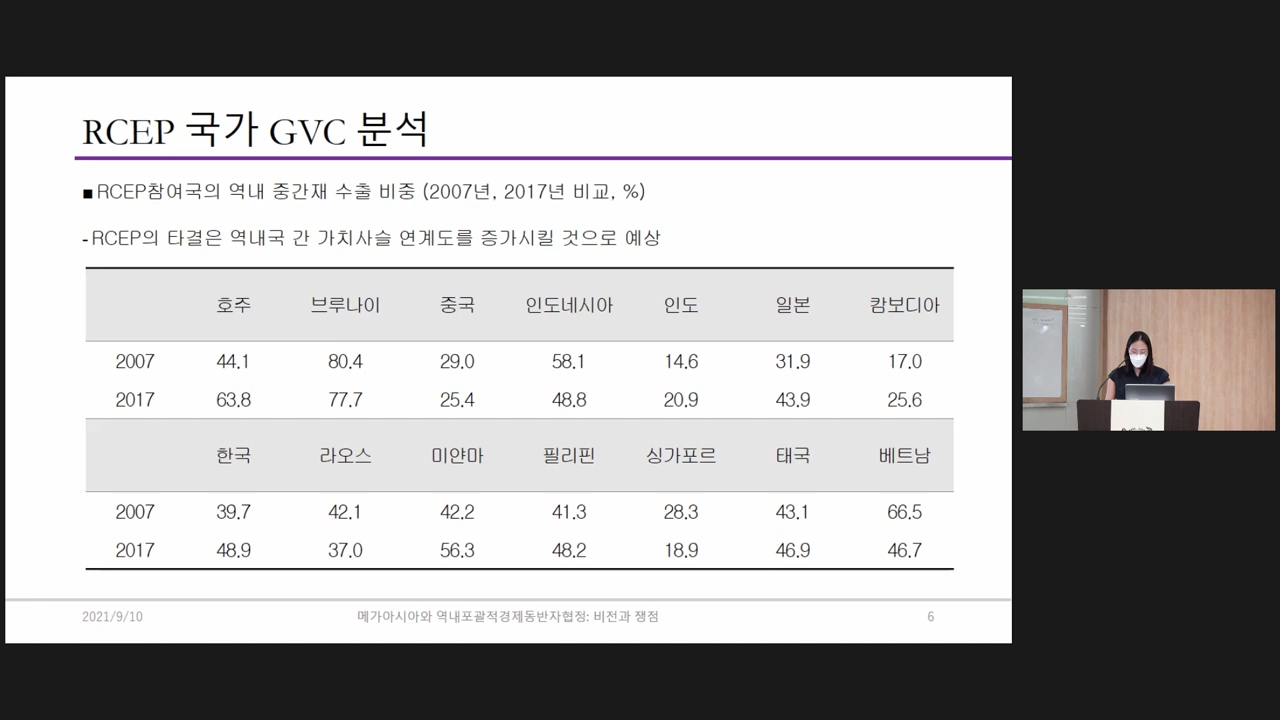 RCEP 국가 GVC 분석
■ RCEP참여국의 역내 중간재 수출 비중 (2007년, 2017년 비교, %)
- RCEP의 타결은 역내국 간 가치사슬 연계도를 증가시킬 것으로 예상
호주 브루나이 중국 인도네시아 인도 일본 캄보디아
2007 44.1 80.4 29.0 58.1 14.6 31.9 17.0
2017 63.8 77.7 25.4 48.8 20.9 43.9 25.6
한국 라오스 미얀마 필리핀 싱가포르 태국 베트남
2007 39.7 42.1 42.2 41.3 28.3 43.1 66.5
2017 48.9 37.0 56.3 48.2 18.9 46.9 46.7
2021/9/10 메가아시아와 역내포괄적경제동반자협정: 비전과 쟁점 6